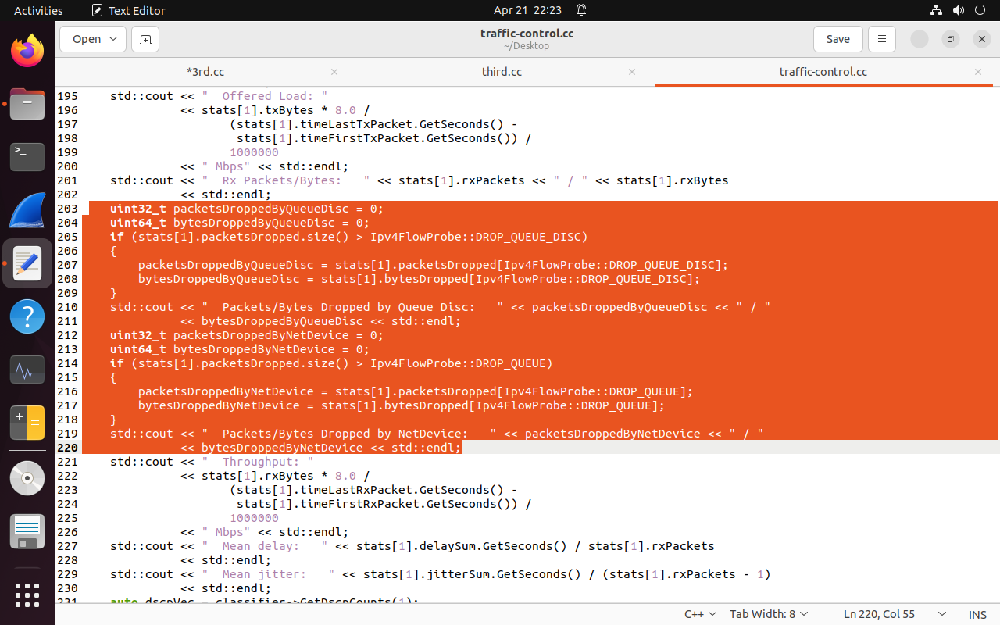 Activities
Text Editor
Apr 21 22:23
Open
traffic-control.cc
~/Desktop
Save
*3rd.cc
third.cc
traffic-control.cc
195     std::cout << "  Offered Load: "
196               << stats[1].txBytes * 8.0 /
197                      (stats[1].timeLastTxPacket.GetSeconds() -
198                       stats[1].timeFirstTxPacket.GetSeconds()) /
199                      1000000
200               << " Mbps" << std::endl;
201     std::cout << "  Rx Packets/Bytes:   " << stats[1].rxPackets << " / " << stats[1].rxBytes
202               << std::endl;
203     uint32_t packetsDroppedByQueueDisc = 0;
204     uint64_t bytesDroppedByQueueDisc = 0;
205     if (stats[1].packetsDropped.size() > Ipv4FlowProbe::DROP_QUEUE_DISC)
206     {
207         packetsDroppedByQueueDisc = stats[1].packetsDropped[Ipv4FlowProbe::DROP_QUEUE_DISC];
208         bytesDroppedByQueueDisc = stats[1].bytesDropped[Ipv4FlowProbe::DROP_QUEUE_DISC];
209     }
210     std::cout << "  Packets/Bytes Dropped by Queue Disc:   " << packetsDroppedByQueueDisc << " / "
211               << bytesDroppedByQueueDisc << std::endl;
212     uint32_t packetsDroppedByNetDevice = 0;
213     uint64_t bytesDroppedByNetDevice = 0;
214     if (stats[1].packetsDropped.size() > Ipv4FlowProbe::DROP_QUEUE)
215     {
216         packetsDroppedByNetDevice = stats[1].packetsDropped[Ipv4FlowProbe::DROP_QUEUE];
217         bytesDroppedByNetDevice = stats[1].bytesDropped[Ipv4FlowProbe::DROP_QUEUE];
218     }
219     std::cout << "  Packets/Bytes Dropped by NetDevice:   " << packetsDroppedByNetDevice << " / "
220               << bytesDroppedByNetDevice << std::endl;
221     std::cout << "  Throughput: "
222               << stats[1].rxBytes * 8.0 /
223                      (stats[1].timeLastRxPacket.GetSeconds() -
224                       stats[1].timeFirstRxPacket.GetSeconds()) /
225                      1000000
226               << " Mbps" << std::endl;
227     std::cout << "  Mean delay:   " << stats[1].delaySum.GetSeconds() / stats[1].rxPackets
228               << std::endl;
229     std::cout << "  Mean jitter:   " << stats[1].jitterSum.GetSeconds() / (stats[1].rxPackets - 1)
230               << std::endl;
231     auto dscpVec = classifier->GetDscpCounts(1);
C++
Tab Width: 8
Ln 220, Col 55
INS